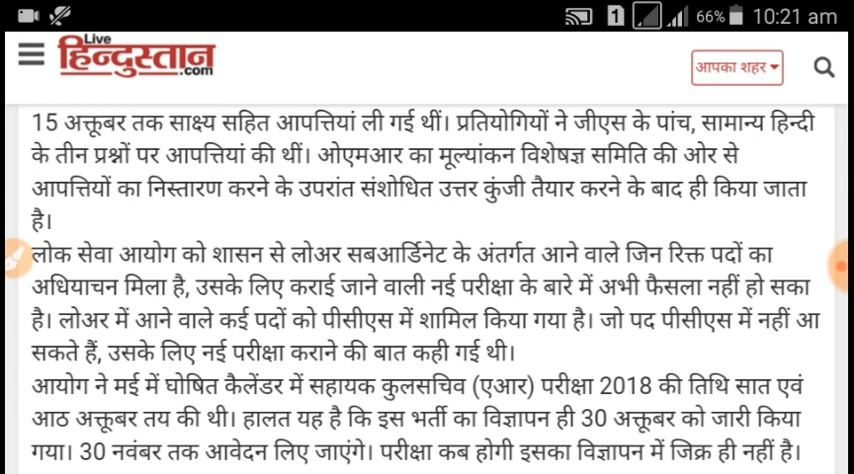 66% 10:21 am
Live
हिन्दुस्तान
.com
आपका शहर
15 अक्तूबर तक साक्ष्य सहित आपत्तियां ली गई थीं। प्रतियोगियों ने जीएस के पांच, सामान्य हिन्दी
के तीन प्रश्नों पर आपत्तियां की थीं। ओएमआर का मूल्यांकन विशेषज्ञ समिति की ओर से
आपत्तियों का निस्तारण करने के उपरांत संशोधित उत्तर कुंजी तैयार करने के बाद ही किया जाता
है।
लोक सेवा आयोग को शासन से लोअर सबआर्डिनेट के अंतर्गत आने वाले जिन रिक्त पदों का
अधियाचन मिला है, उसके लिए कराई जाने वाली नई परीक्षा के बारे में अभी फैसला नहीं हो सका
है। लोअर में आने वाले कई पदों को पीसीएस में शामिल किया गया है। जो पद पीसीएस में नहीं आ
सकते हैं, उसके लिए नई परीक्षा कराने की बात कही गई थी।
आयोग ने मई में घोषित कैलेंडर में सहायक कुलसचिव (एआर) परीक्षा 2018 की तिथि सात एवं
आठ अक्तूबर तय की थी। हालत यह है कि इस भर्ती का विज्ञापन ही 30 अक्तूबर को जारी किया
गया। 30 नवंबर तक आवेदन लिए जाएंगे। परीक्षा कब होगी इसका विज्ञापन में जिक्र ही नहीं है।